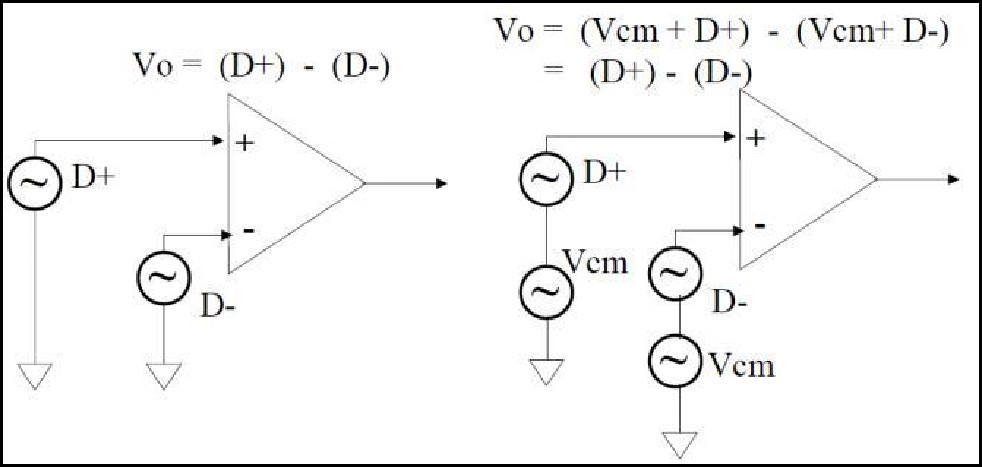 Vo = (D+) - (D-)
+
D+
-
D-
Vo = (Vcm + D+) - (Vcm+ D-)
= (D+) - (D-)
+
D+
-
Vcm
D-
Vcm